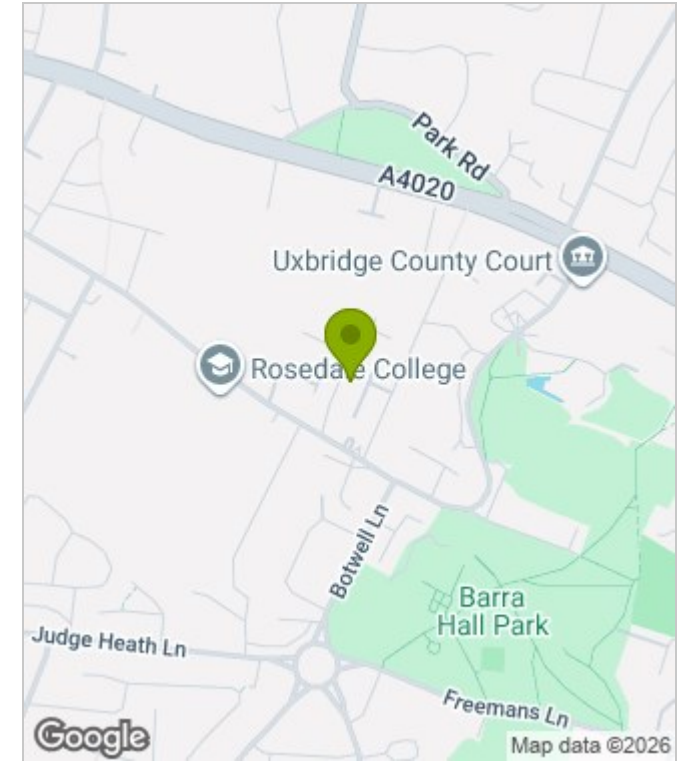 Park Rd
A4020
Uxbridge County Court
Rosedale College
Botwell Ln
Barra
Hall Park
Judge Heath Ln
Freemans Ln
Google
Map data ©2026